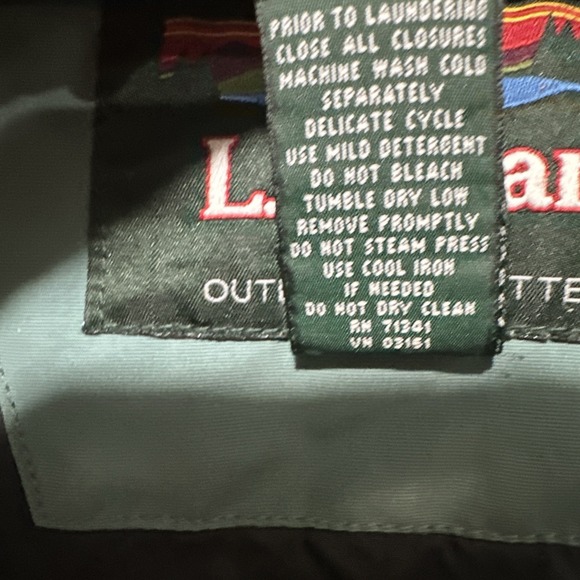 PRIOR TO LAUNDERING
CLOSE ALL CLOSURES
MACHINE WASH COLD
SEPARATELY
DELICATE CYCLE
USE MILD DETERGENT
DO NOT BLEACH
TUMBLE DRY LOW
REMOVE PROMPTLY
DO NOT STEAM PRESS
USE COOL IRON
IF NEEDED
DO NOT DRY CLEAN
RN 71341
VN 03161
L.